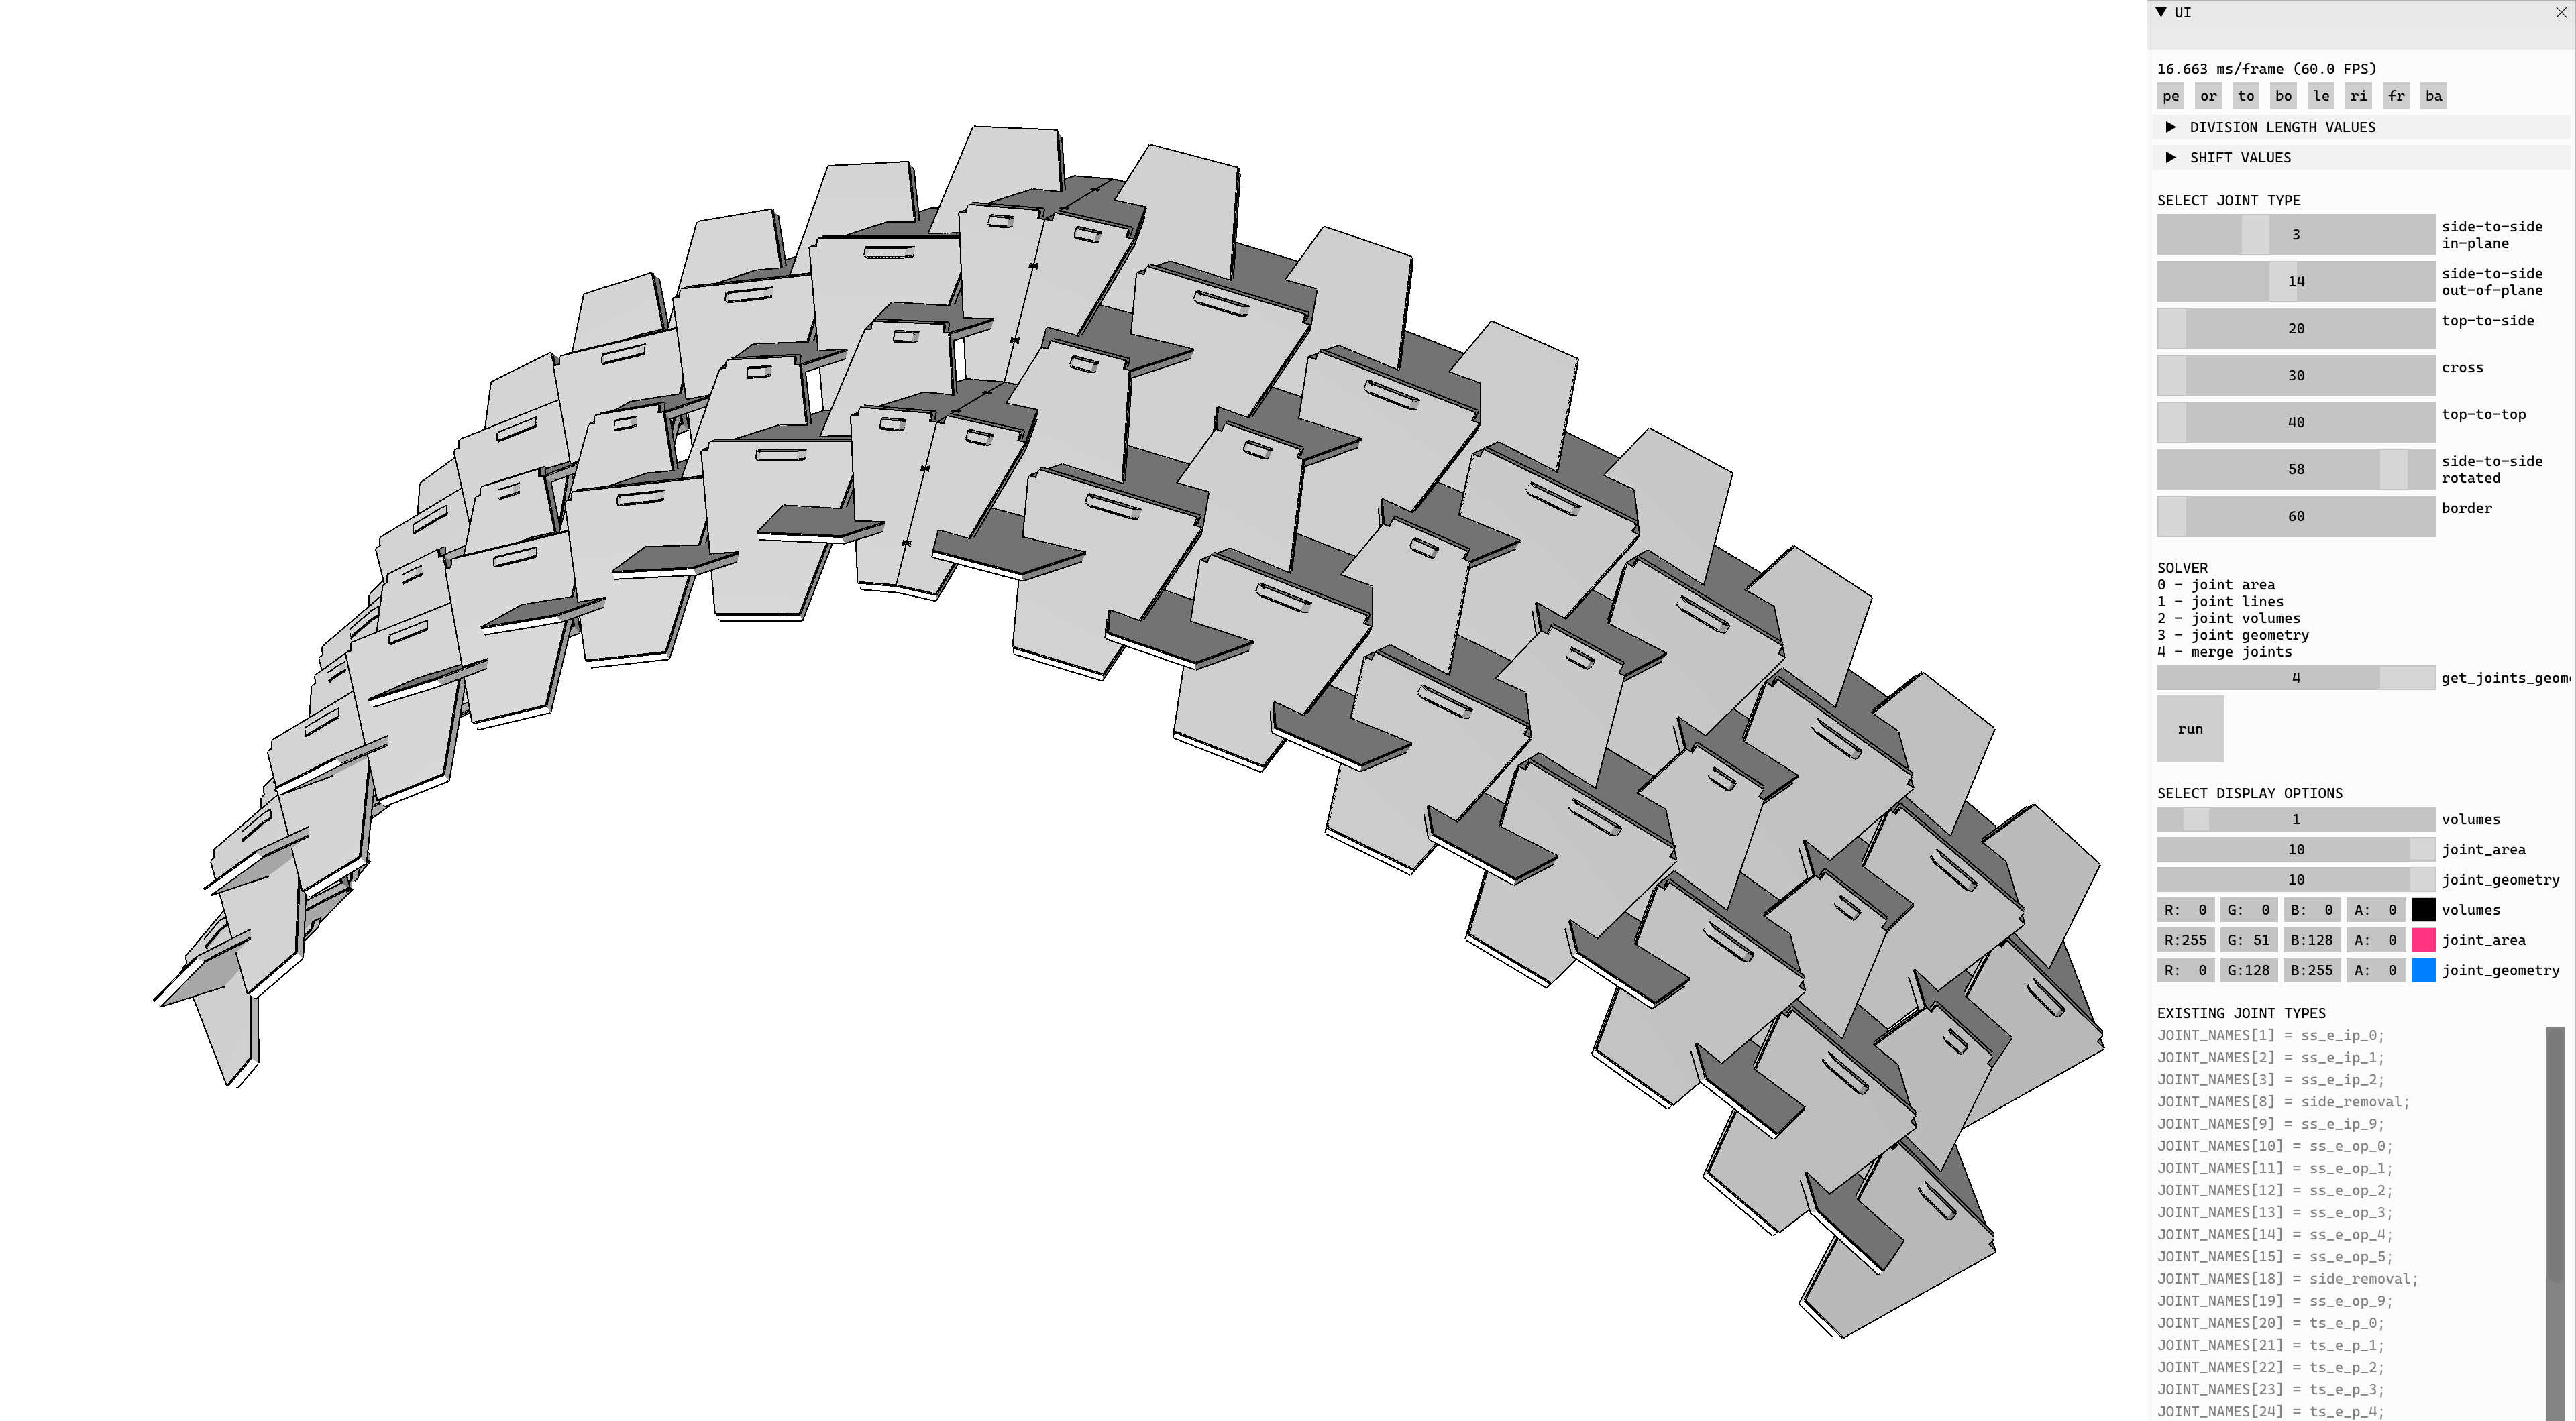 ▼ UI
16.663 ms/frame (60.0 FPS)
pe or to bo le ri fr ba
DIVISION LENGTH VALUES
SHIFT VALUES
SELECT JOINT TYPE
3 side-to-side
in-plane
14 side-to-side
out-of-plane
20 top-to-side
30 cross
40 top-to-top
58 side-to-side
rotated
60 border
SOLVER
0 - joint area
1 - joint lines
2 - joint volumes
3 - joint geometry
4 - merge joints
4 get_joints_geom
run
SELECT DISPLAY OPTIONS
1 volumes
10 joint_area
10 joint_geometry
R: 0 G: 0 B: 0 A: 0 volumes
R:255 G: 51 B:128 A: 0 joint_area
R: 0 G:128 B:255 A: 0 joint_geometry
EXISTING JOINT TYPES
JOINT_NAMES[1] = ss_e_ip_0;
JOINT_NAMES[2] = ss_e_ip_1;
JOINT_NAMES[3] = ss_e_ip_2;
JOINT_NAMES[8] = side_removal;
JOINT_NAMES[9] = ss_e_ip_9;
JOINT_NAMES[10] = ss_e_op_0;
JOINT_NAMES[11] = ss_e_op_1;
JOINT_NAMES[12] = ss_e_op_2;
JOINT_NAMES[13] = ss_e_op_3;
JOINT_NAMES[14] = ss_e_op_4;
JOINT_NAMES[15] = ss_e_op_5;
JOINT_NAMES[18] = side_removal;
JOINT_NAMES[19] = ss_e_op_9;
JOINT_NAMES[20] = ts_e_p_0;
JOINT_NAMES[21] = ts_e_p_1;
JOINT_NAMES[22] = ts_e_p_2;
JOINT_NAMES[23] = ts_e_p_3;
JOINT_NAMES[24] = ts_e_p_4;